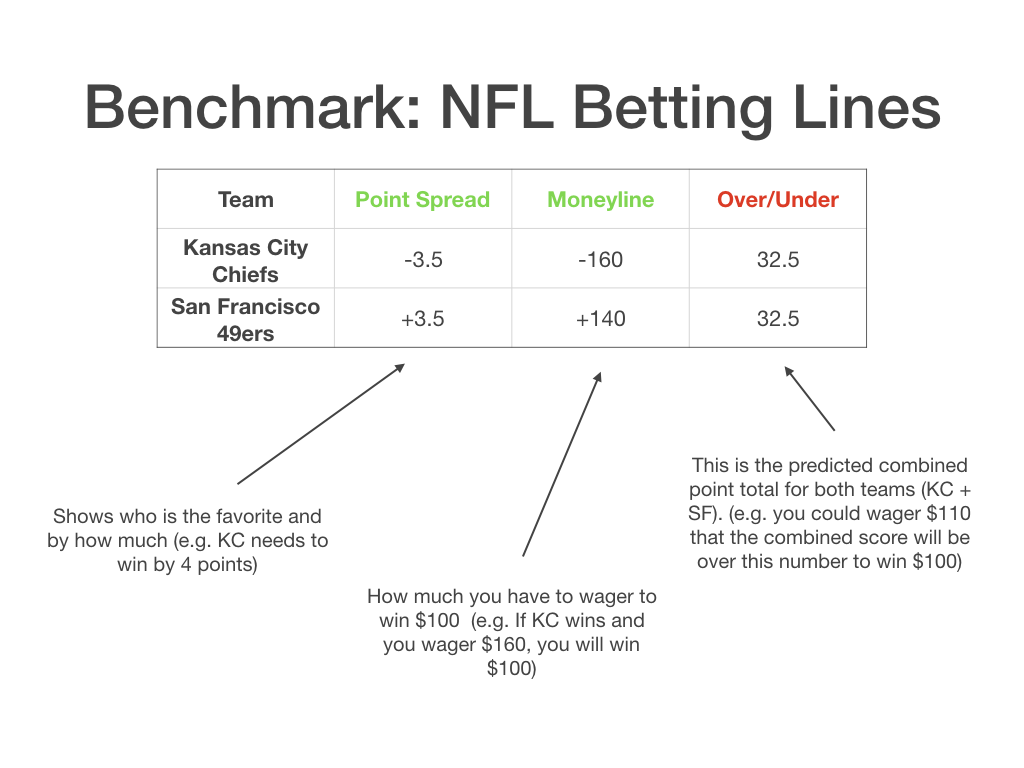 Benchmark: NFL Betting Lines
Team Point Spread Moneyline Over/Under
Kansas City
Chiefs -3.5 -160 32.5
San Francisco
49ers +3.5 +140 32.5
Shows who is the favorite and
by how much (e.g. KC needs to
win by 4 points)
How much you have to wager to
win $100  (e.g. If KC wins and
you wager $160, you will win
$100)
This is the predicted combined
point total for both teams (KC +
SF). (e.g. you could wager $110
that the combined score will be
over this number to win $100)